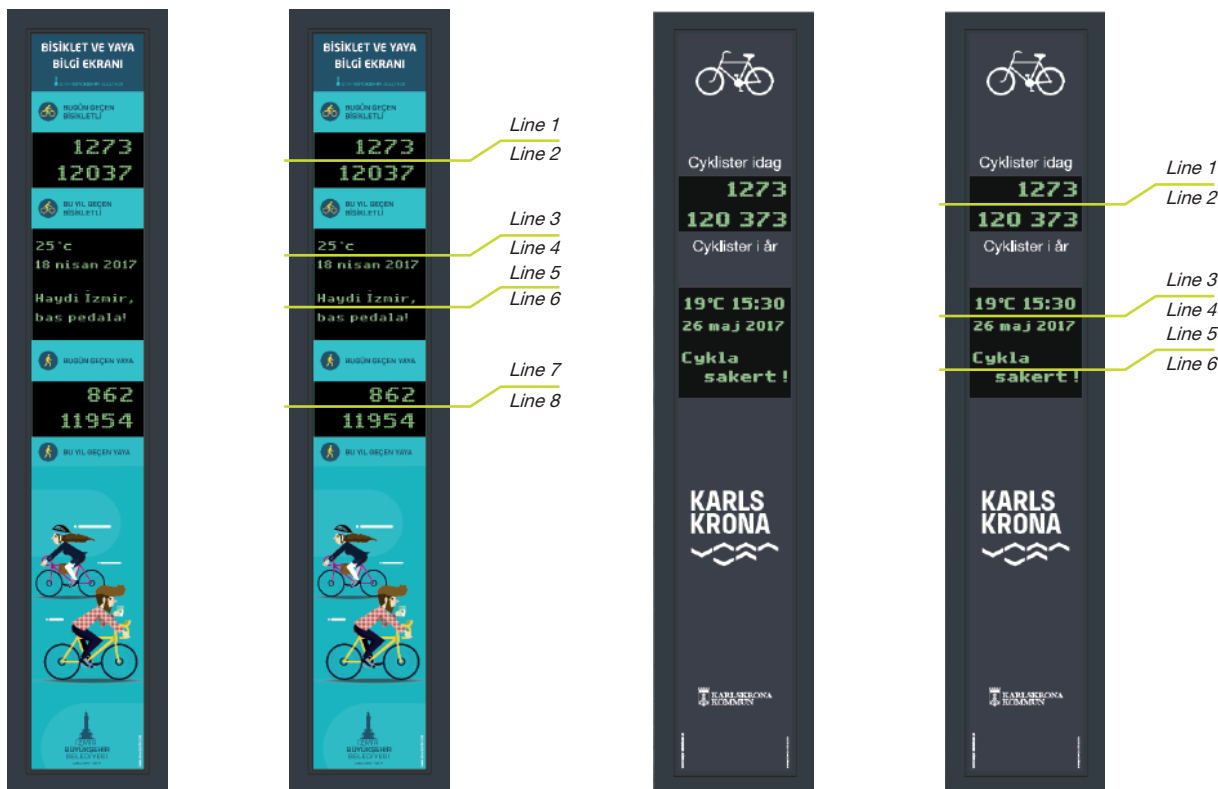 BİSİKLET VE YAYA
BİLGİ EKRANI
BUGÜN GEÇEN
BİSİKLETLİ
1273
12037
BU YIL GEÇEN
BİSİKLETLİ
25°c
18 nisan 2017
Haydi İzmir,
bas pedala!
BUGÜN GEÇEN YAYA
862
11954
BU YIL GEÇEN YAYA
İZMİR
BÜYÜKŞEHİR
BELEDİYESİ
BİSİKLET VE YAYA
BİLGİ EKRANI
BUGÜN GEÇEN
BİSİKLETLİ
1273
12037
BU YIL GEÇEN
BİSİKLETLİ
25°c
18 nisan 2017
Haydi İzmir,
bas pedala!
BUGÜN GEÇEN YAYA
862
11954
BU YIL GEÇEN YAYA
İZMİR
BÜYÜKŞEHİR
BELEDİYESİ
Line 1
Line 2
Line 3
Line 4
Line 5
Line 6
Line 7
Line 8
Cyklister idag
1273
120 373
Cyklister i år
19°C 15:30
26 maj 2017
Cykla
sakert!
KARLS
KRONA
KARLSKRONA
KOMMUN
Cyklister idag
1273
120 373
Cyklister i år
19°C 15:30
26 maj 2017
Cykla
sakert!
KARLS
KRONA
KARLSKRONA
KOMMUN
Line 1
Line 2
Line 3
Line 4
Line 5
Line 6